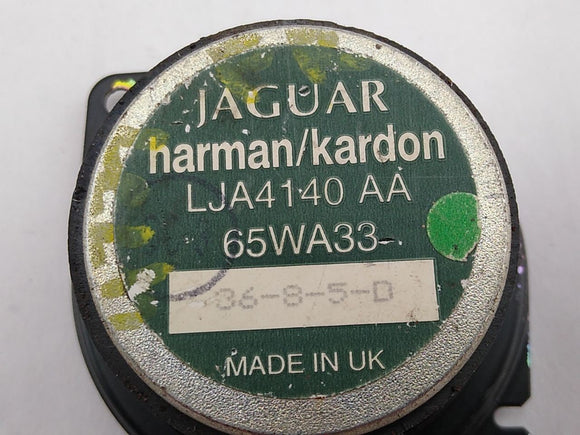 JAGUAR
harman/kardon
LJA4140 AA
65WA33
36-8-5-D
MADE IN UK